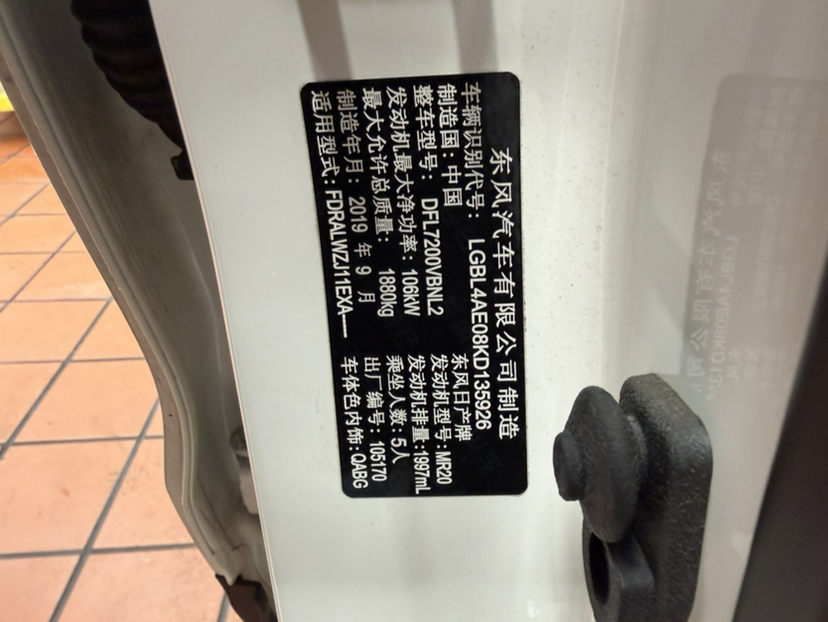 东风汽车有限公司制造
车辆识别代号: LGBL4AE08KD135926
制造国: 中国 东风日产牌
整车型号: DFL7200VBNL2 发动机型号: MR20
发动机最大净功率: 106kW 发动机排量: 1997mL
最大允许总质量: 1880kg 乘坐人数: 5人
制造年月: 2019 年 9 月 出厂编号: 105170
适用型式: FDRALWZJ11EXA---- 车体色内饰: QABG